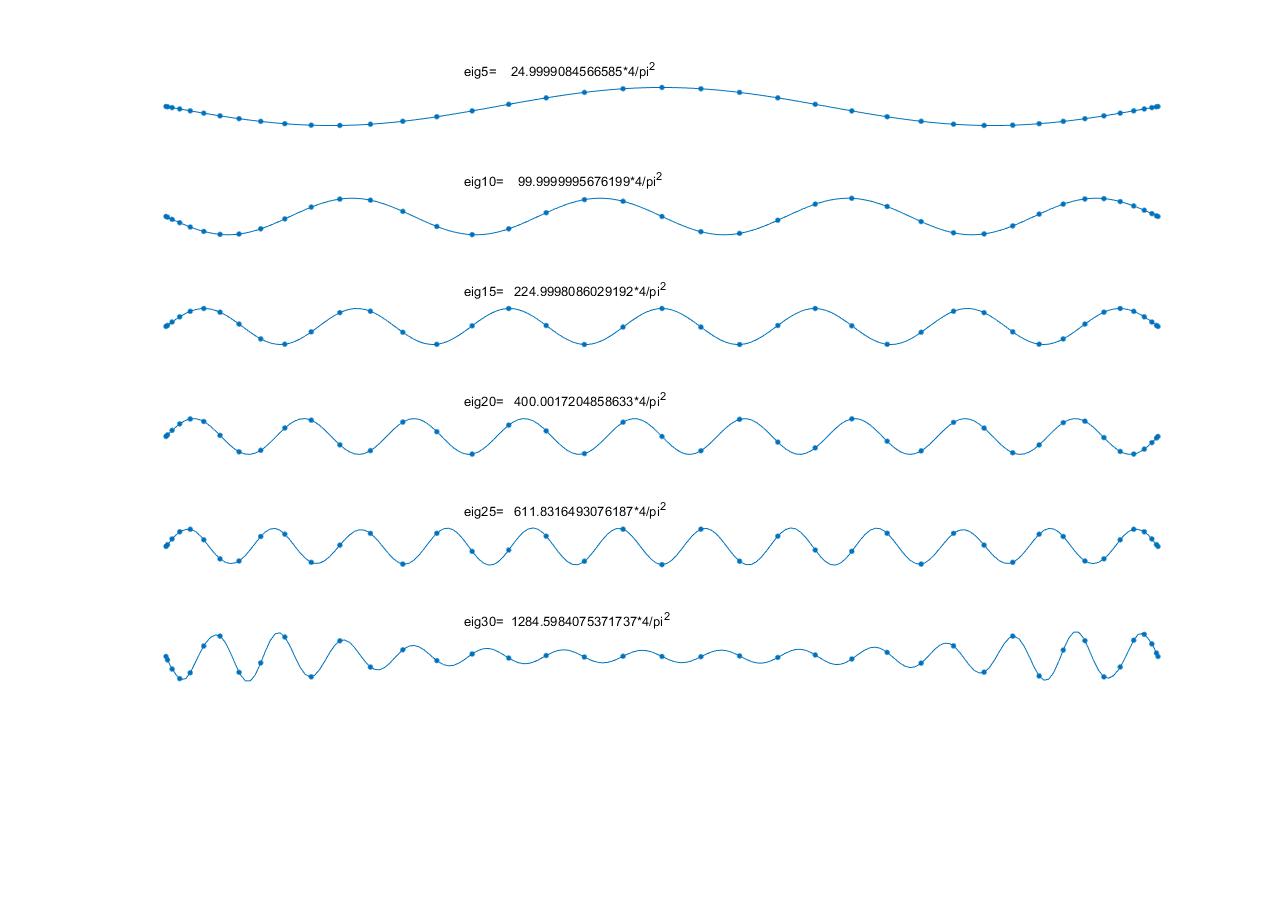 eig5= 24.9999084566585*4/pi²
eig10= 99.9999995676199*4/pi²
eig15= 224.9998086029192*4/pi²
eig20= 400.0017204858633*4/pi²
eig25= 611.8316493076187*4/pi²
eig30= 1284.5984075371737*4/pi²